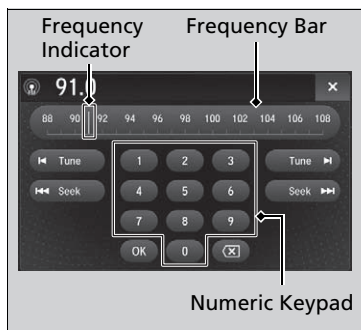 Frequency Indicator
Frequency Bar
91.0
×
88 90 92 94 96 98 100 102 104 106 108
Tune 1 2 3 Tune
Seek 4 5 6 Seek
7 8 9
OK 0
Numeric Keypad